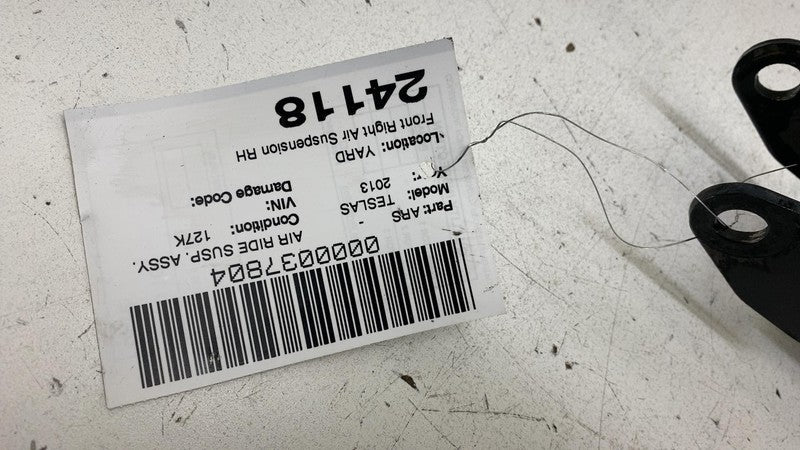 0000037804
AIR RIDE SUSP. ASSY.
Part: ARS - Condition: 127K
Model: TESLAS VIN:
Year: 2013 Damage Code:
Location: YARD
Front Right Air Suspension RH
24118